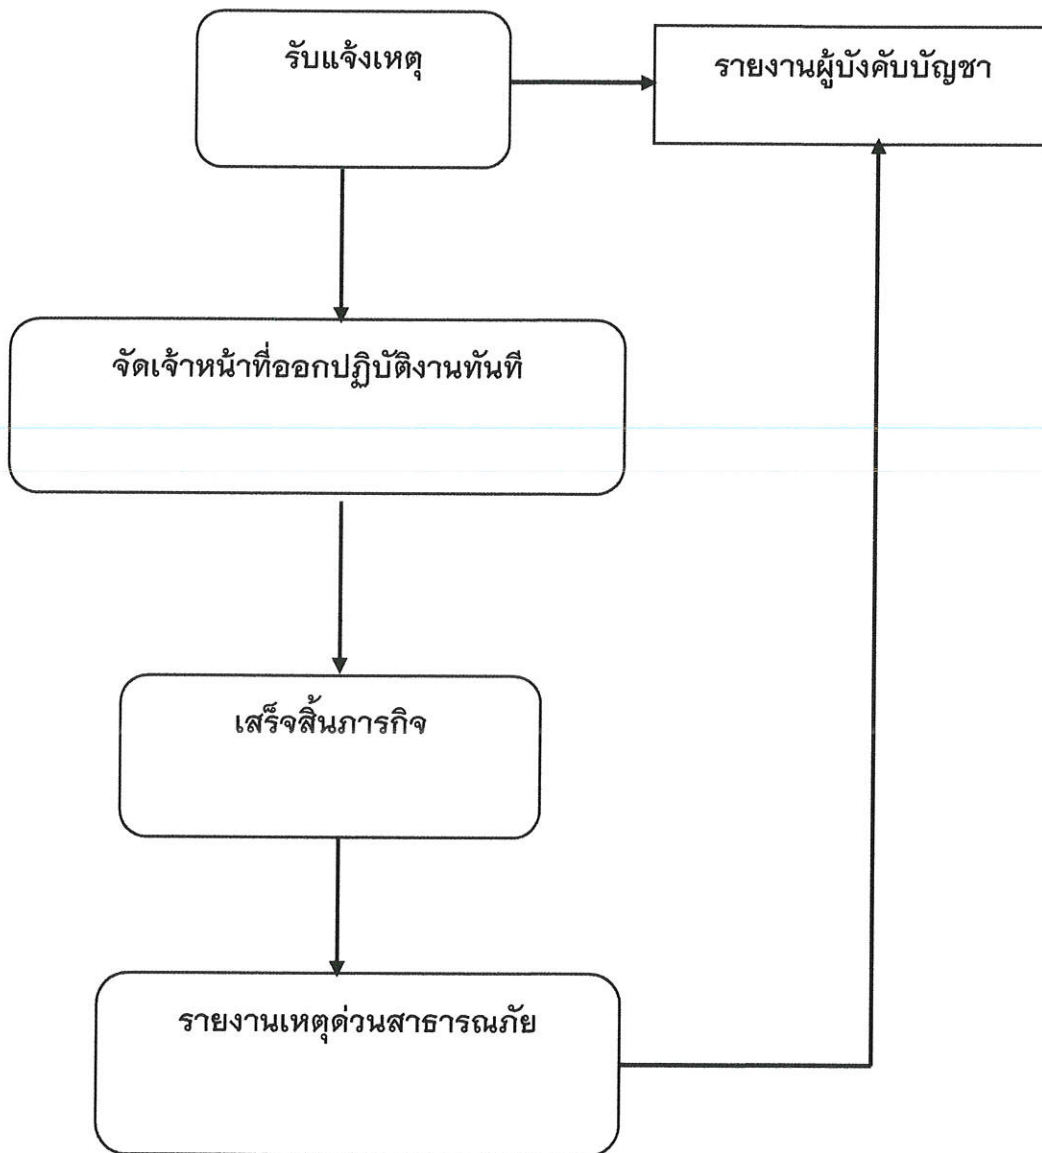 รับแจ้งเหตุ
รายงานผู้บังคับบัญชา
จัดเจ้าหน้าที่ออกปฏิบัติงานทันที
เสร็จสิ้นภารกิจ
รายงานเหตุด่วนสาธารณภัย